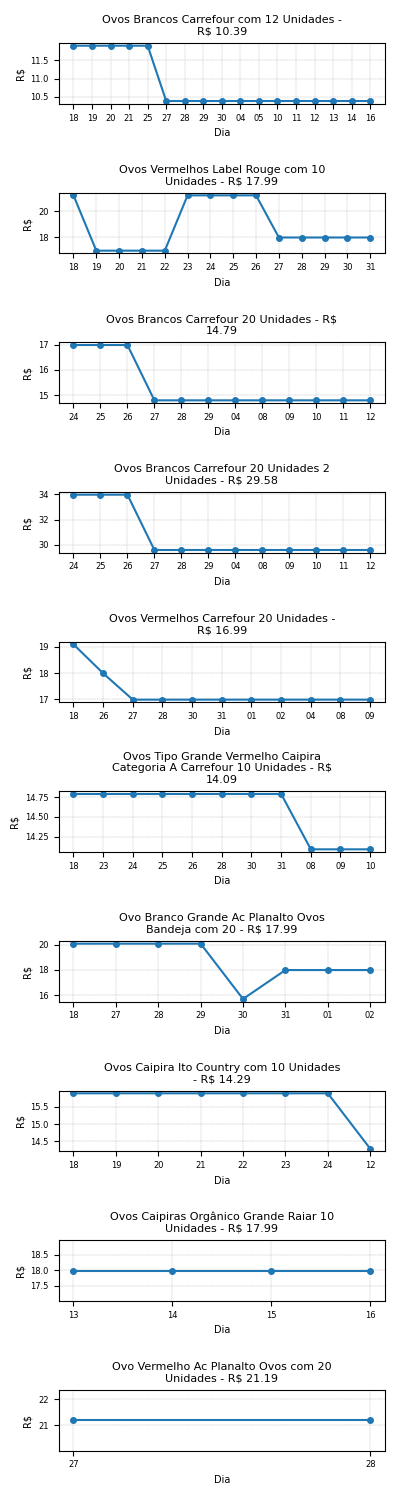 Ovos Brancos Carrefour com 12 Unidades -
R$ 10.39
11.5
11.0
10.5
R$
18 19 20 21 25 27 28 29 30 04 05 10 11 12 13 14 16
Dia
Ovos Vermelhos Label Rouge com 10
Unidades - R$ 17.99
20
18
R$
18 19 20 21 22 23 24 25 26 27 28 29 30 31
Dia
Ovos Brancos Carrefour 20 Unidades - R$
14.79
17
16
15
R$
24 25 26 27 28 29 04 08 09 10 11 12
Dia
Ovos Brancos Carrefour 20 Unidades 2
Unidades - R$ 29.58
34
32
30
R$
24 25 26 27 28 29 04 08 09 10 11 12
Dia
Ovos Vermelhos Carrefour 20 Unidades -
R$ 16.99
19
18
17
R$
18 26 27 28 30 31 01 02 04 08 09
Dia
Ovos Tipo Grande Vermelho Caipira
Categoria A Carrefour 10 Unidades - R$
14.09
14.75
14.50
14.25
R$
18 23 24 25 26 28 30 31 08 09 10
Dia
Ovo Branco Grande Ac Planalto Ovos
Bandeja com 20 - R$ 17.99
20
18
16
R$
18 27 28 29 30 31 01 02
Dia
Ovos Caipira Ito Country com 10 Unidades
- R$ 14.29
15.5
15.0
14.5
R$
18 19 20 21 22 23 24 12
Dia
Ovos Caipiras Orgânico Grande Raiar 10
Unidades - R$ 17.99
18.5
18.0
17.5
R$
13 14 15 16
Dia
Ovo Vermelho Ac Planalto Ovos com 20
Unidades - R$ 21.19
22
21
R$
27 28
Dia